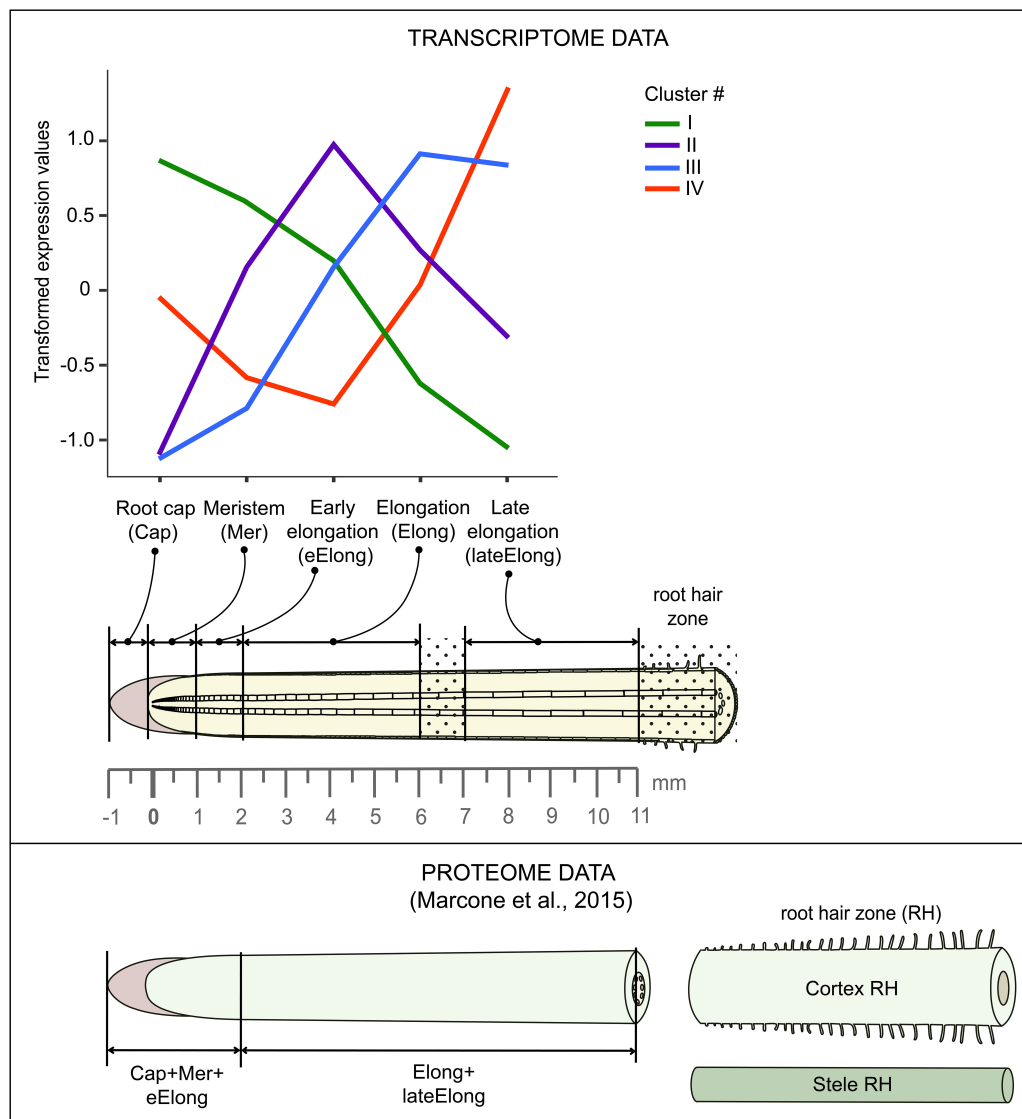 TRANSCRIPTOME DATA
Transformed expression values
1.0
0.5
0
-0.5
-1.0
Cluster #
I
II
III
IV
Root cap
(Cap)
Meristem
(Mer)
Early
elongation
(eElong)
Elongation
(Elong)
Late
elongation
(lateElong)
root hair
zone
-1 0 1 2 3 4 5 6 7 8 9 10 11 mm
PROTEOME DATA
(Marcone et al., 2015)
root hair zone (RH)
Cortex RH
Stele RH
Cap+Mer+
eElong
Elong+
lateElong